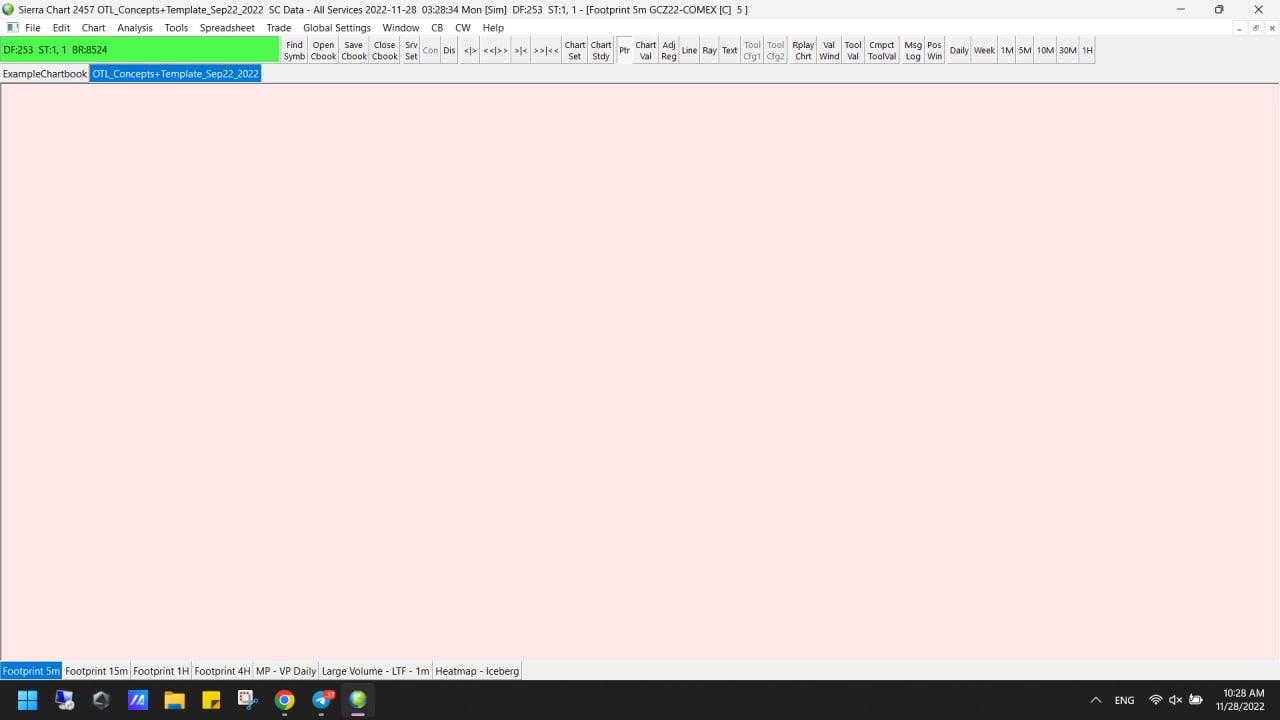 Sierra Chart 2457 OTL_Concepts+Template_Sep22_2022  SC Data - All Services 2022-11-28  03:28:34 Mon [Sim]  DF:253  ST:1, 1 - [Footprint 5m GCZ22-COMEX [C]  5 ]
File Edit Chart Analysis Tools Spreadsheet Trade Global Settings Window CB CW Help
DF:253  ST:1, 1  BR:8524
Find Open Save Close Srv Con Dis <|> <<|>> >|< >>|<< Chart Chart Ptr Chart Adj Line Ray Text Tool Tool Rplay Val Tool Cmpct Msg Pos Daily Week 1M 5M 10M 30M 1H
Symb Cbook Cbook Cbook Set Set Stdy Val Reg Cfg1 Cfg2 Chrt Wind Val ToolVal Log Win
ExampleChartbook OTL_Concepts+Template_Sep22_2022
Footprint 5m Footprint 15m Footprint 1H Footprint 4H MP - VP Daily Large Volume - LTF - 1m Heatmap - Iceberg
37
ENG
10:28 AM
11/28/2022